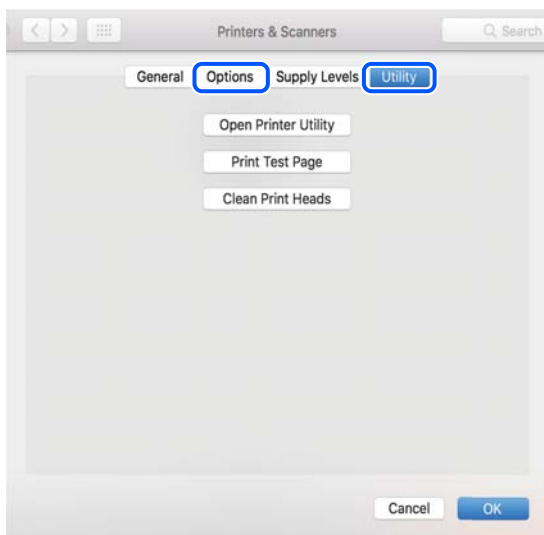 Printers & Scanners Search
General Options Supply Levels Utility
Open Printer Utility
Print Test Page
Clean Print Heads
Cancel OK